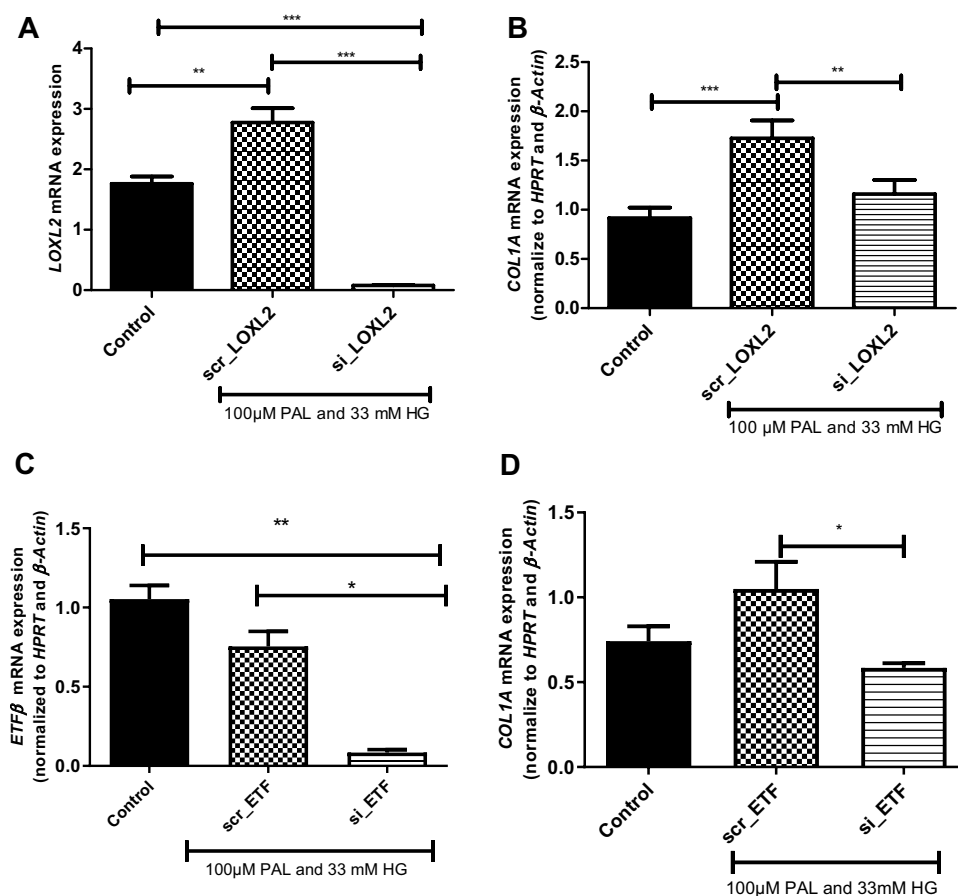 A
***
**
***
LOXL2 mRNA expression
4
3
2
1
0
Control
scr_LOXL2
si_LOXL2
100μM PAL and 33 mM HG
B
***
**
COL1A mRNA expression
(normalize to HPRT and β-Actin)
2.5
2.0
1.5
1.0
0.5
0.0
Control
scr_LOXL2
si_LOXL2
100 μM PAL and 33 mM HG
C
**
*
ETFβ mRNA expression
(normalized to HPRT and β-Actin)
1.5
1.0
0.5
0.0
Control
scr_ETF
si_ETF
100μM PAL and 33 mM HG
D
*
COL1A mRNA expression
(normalize to HPRT and β-Actin)
1.5
1.0
0.5
0.0
Control
scr_ETF
si_ETF
100μM PAL and 33mM HG